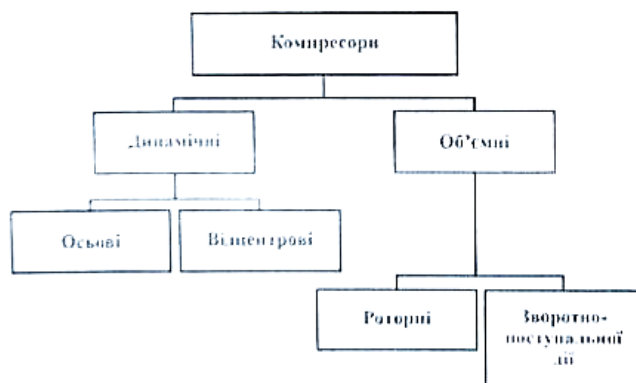 Компресори
Динамічні
Об'ємні
Осьові
Відцентрові
Роторні
Зворотно-
поступальної
дії